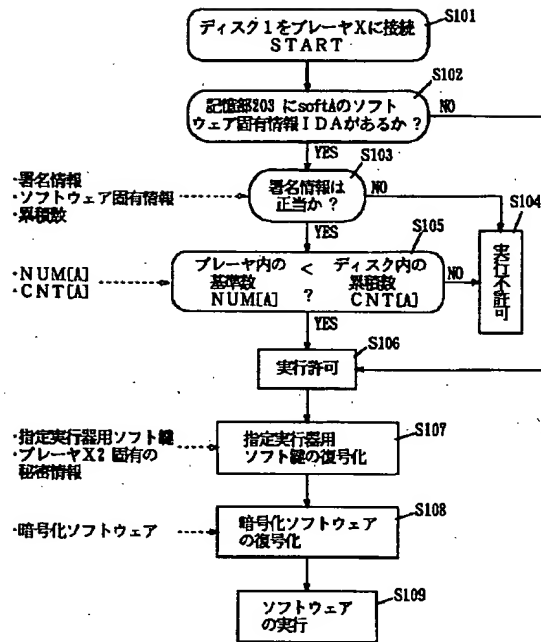 S101
ディスク1をプレーヤXに接続
START
S102
記憶部203 にsoftAのソフト
ウェア固有情報IDAがあるか?
NO
YES
S103
・署名情報
・ソフトウェア固有情報
・累積数
署名情報は
正当か?
NO
S104
実行不許可
YES
S105
・NUM[A]
・CNT[A]
プレーヤ内の < ディスク内の
基準数 累積数
NUM[A] ? CNT[A]
NO
YES
S106
実行許可
S107
・指定実行器用ソフト鍵
・プレーヤX2 固有の
秘密情報
指定実行器用
ソフト鍵の復号化
S108
・暗号化ソフトウェア
暗号化ソフトウェア
の復号化
S109
ソフトウェア
の実行